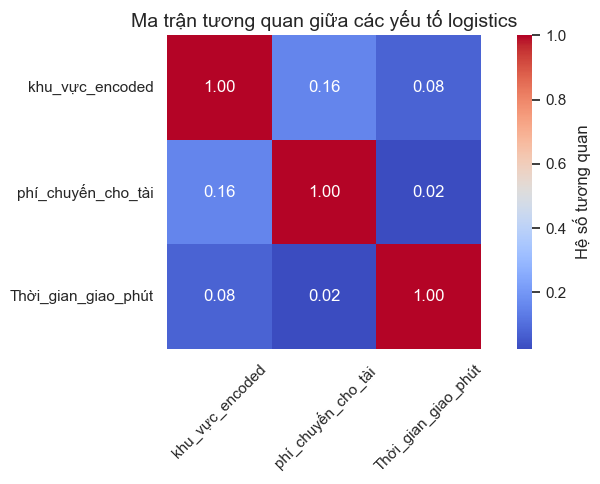 Ma trận tương quan giữa các yếu tố logistics
khu_vực_encoded
1.00
0.16
0.08
phí_chuyến_cho_tài
0.16
1.00
0.02
Thời_gian_giao_phút
0.08
0.02
1.00
khu_vực_encoded
phí_chuyến_cho_tài
Thời_gian_giao_phút
1.0
0.8
0.6
0.4
0.2
Hệ số tương quan